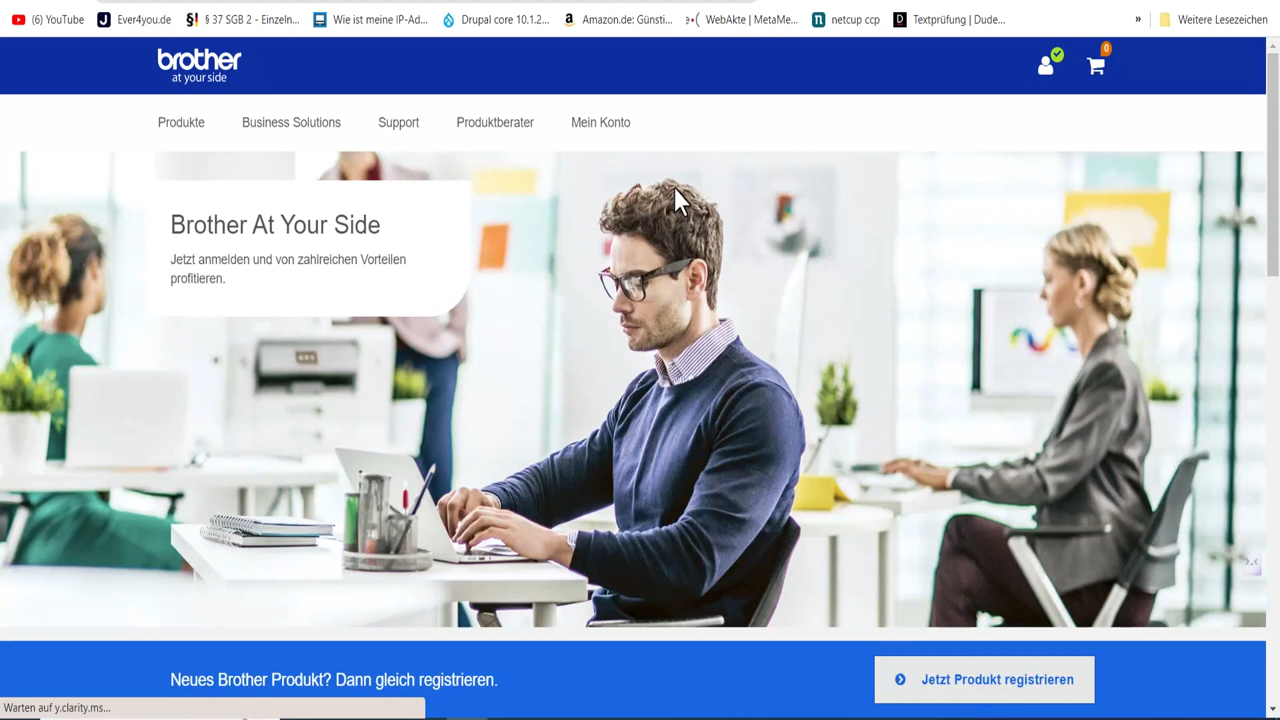 (6) YouTube Ever4you.de § 37 SGB 2 - Einzeln... Wie ist meine IP-Ad... Drupal core 10.1.2... Amazon.de: Günsti... WebAkte | MetaMe... netcup ccp Textprüfung | Dude... » Weitere Lesezeichen
brother
at your side
0
Produkte Business Solutions Support Produktberater Mein Konto
Brother At Your Side
Jetzt anmelden und von zahlreichen Vorteilen
profitieren.
Neues Brother Produkt? Dann gleich registrieren.
Jetzt Produkt registrieren
Warten auf y.clarity.ms...